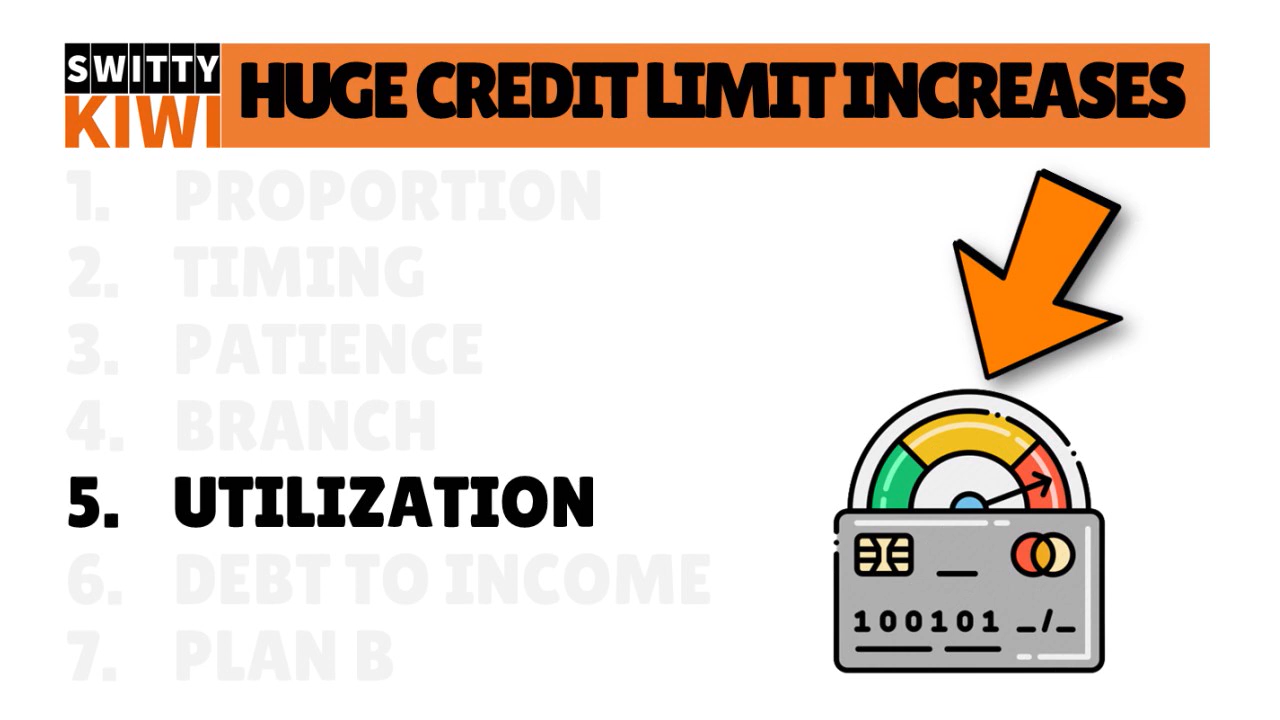 SWITTY
KIWI
HUGE CREDIT LIMIT INCREASES
1. PROPORTION
2. TIMING
3. PATIENCE
4. BRANCH
5. UTILIZATION
6. DEBT TO INCOME
7. PLAN B
100101 _/_